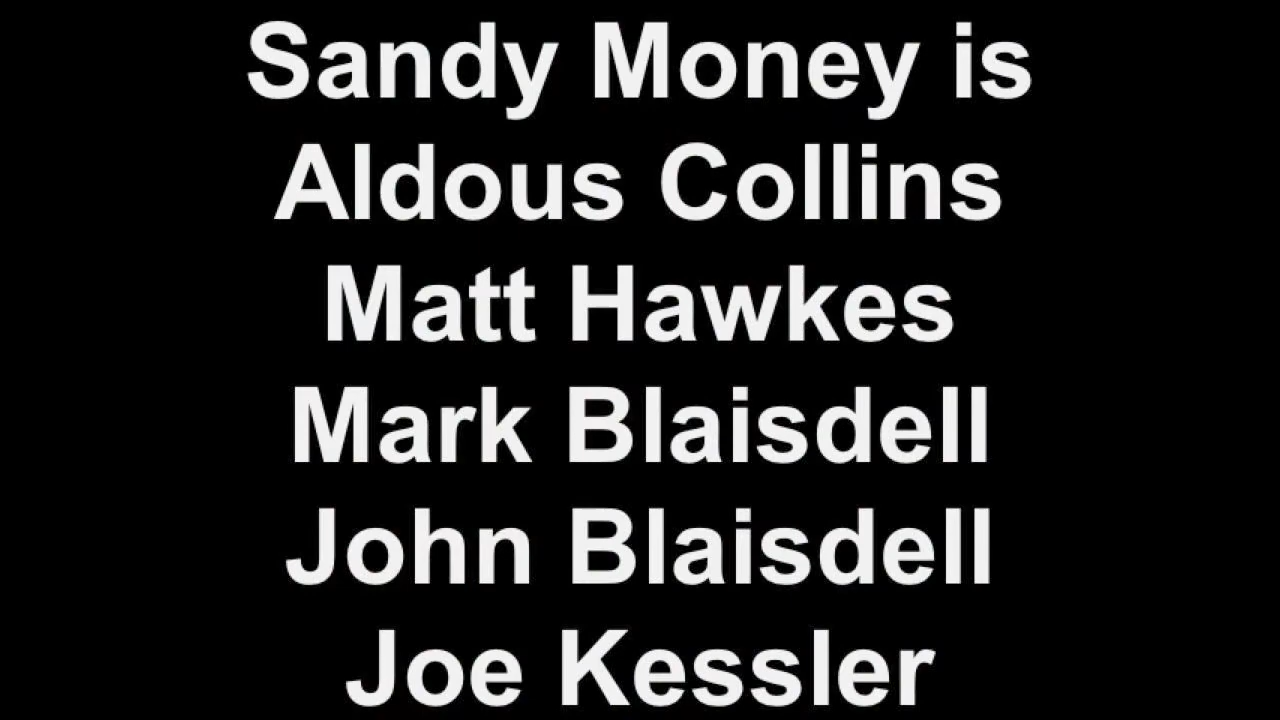 Sandy Money is
Aldous Collins
Matt Hawkes
Mark Blaisdell
John Blaisdell
Joe Kessler